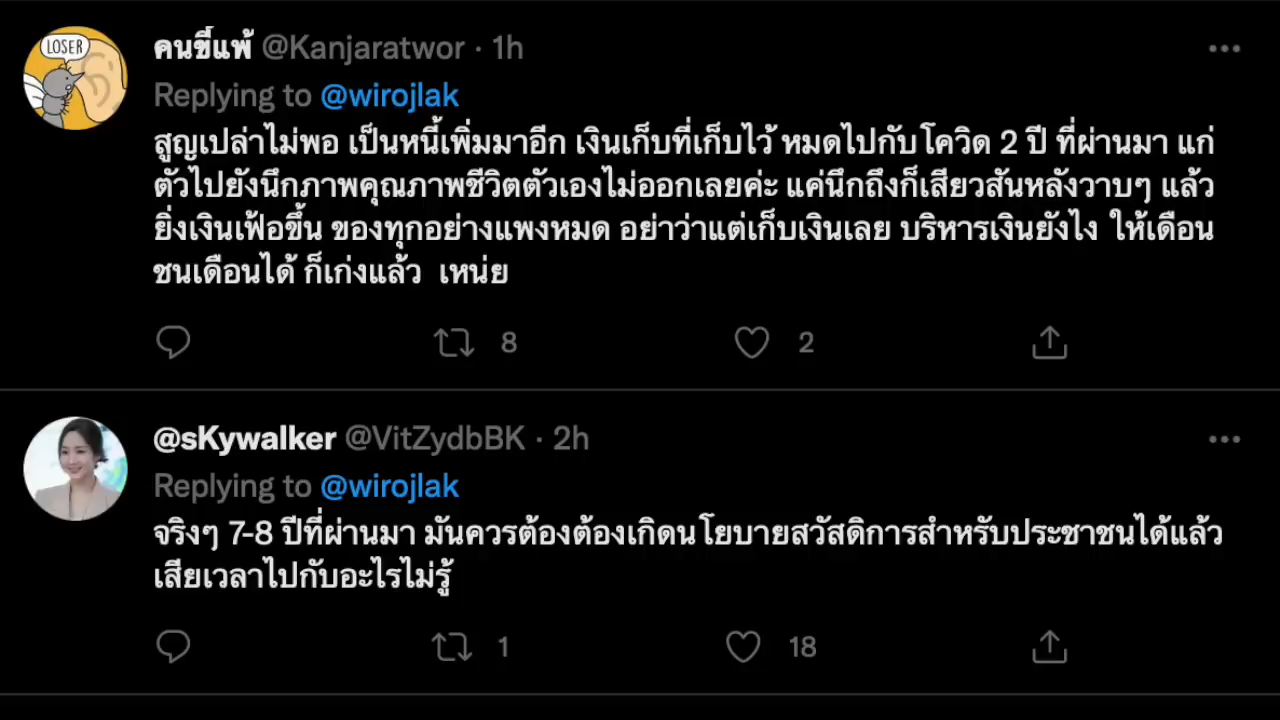 LOSER
คนขี้แพ้ @Kanjaratwor · 1h
Replying to @wirojlak
สูญเปล่าไม่พอ เป็นหนี้เพิ่มมาอีก เงินเก็บที่เก็บไว้ หมดไปกับโควิด 2 ปี ที่ผ่านมา แก่
ตัวไปยังนึกภาพคุณภาพชีวิตตัวเองไม่ออกเลยค่ะ แค่นึกถึงก็เสียวสันหลังวาบๆ แล้ว
ยิ่งเงินเฟ้อขึ้น ของทุกอย่างแพงหมด อย่าว่าแต่เก็บเงินเลย บริหารเงินยังไง ให้เดือน
ชนเดือนได้ ก็เก่งแล้ว เหน่ย
8 2
@sKywalker @VitZydbBK · 2h
Replying to @wirojlak
จริงๆ 7-8 ปีที่ผ่านมา มันควรต้องต้องเกิดนโยบายสวัสดิการสำหรับประชาชนได้แล้ว
เสียเวลาไปกับอะไรไม่รู้
1 18